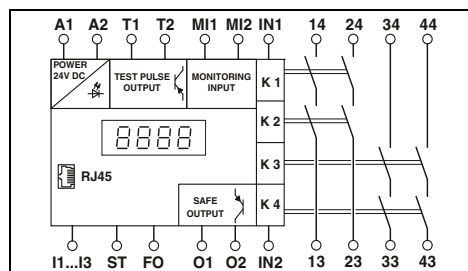 A1 A2 T1 T2 MI1 MI2 IN1 14 24 34 44
POWER
24V DC
TEST PULSE
OUTPUT
MONITORING
INPUT
K 1
K 2
8888
K 3
RJ45
SAFE
OUTPUT
K 4
I1...I3 ST FO O1 O2 IN2 13 23 33 43